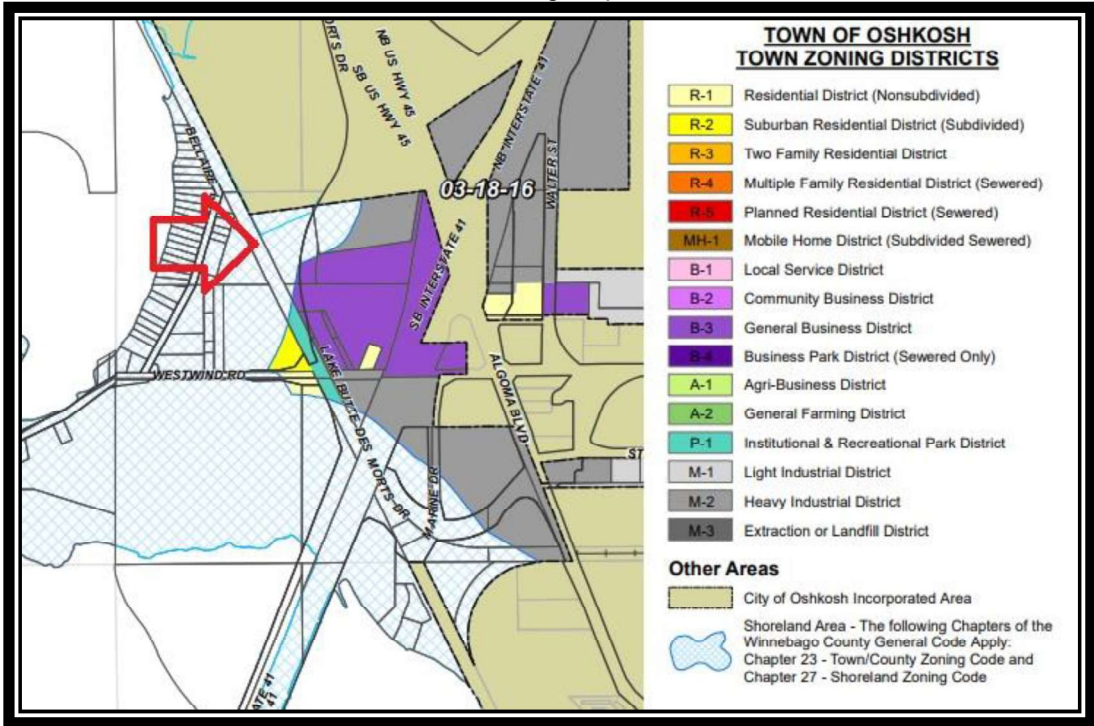 TOWN OF OSHKOSH
TOWN ZONING DISTRICTS
R-1 Residential District (Nonsubdivided)
R-2 Suburban Residential District (Subdivided)
R-3 Two Family Residential District
R-4 Multiple Family Residential District (Sewered)
R-5 Planned Residential District (Sewered)
MH-1 Mobile Home District (Subdivided Sewered)
B-1 Local Service District
B-2 Community Business District
B-3 General Business District
B-4 Business Park District (Sewered Only)
A-1 Agri-Business District
A-2 General Farming District
P-1 Institutional & Recreational Park District
M-1 Light Industrial District
M-2 Heavy Industrial District
M-3 Extraction or Landfill District
Other Areas
City of Oshkosh Incorporated Area
Shoreland Area - The following Chapters of the
Winnebago County General Code Apply:
Chapter 23 - Town/County Zoning Code and
Chapter 27 - Shoreland Zoning Code
ORTS DR
NB US HWY 45
SB US HWY 45
NB INTERSTATE 41
WALTER ST
BELLAIRE
03-18-16
SB INTERSTATE 41
WESTWIND RD
LAKE BUTTE DES MORTS DR
ALGOMA BLVD
MARINE DR
ST
ATE 41
41